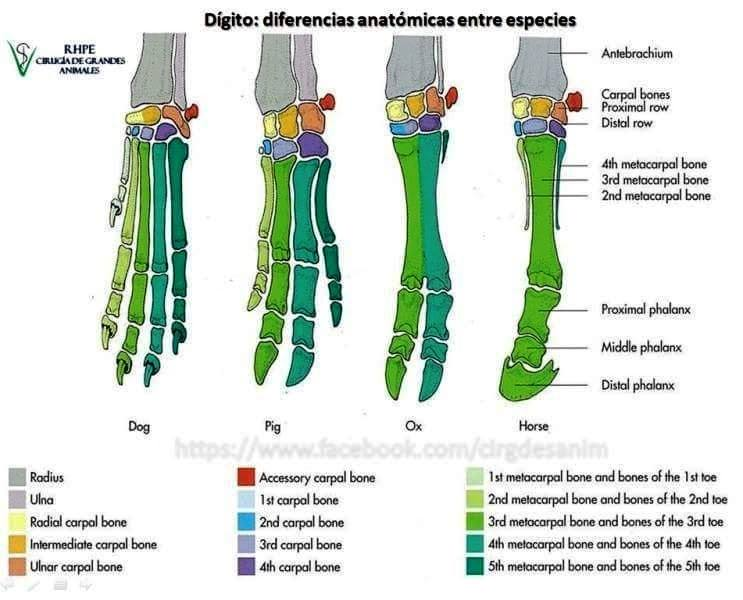 Dígito: diferencias anatómicas entre especies
RHPE
CIRUGÍA DE GRANDES
ANIMALES
Antebrachium
Carpal bones
Proximal row
Distal row
4th metacarpal bone
3rd metacarpal bone
2nd metacarpal bone
Proximal phalanx
Middle phalanx
Distal phalanx
Dog
Pig
Ox
Horse
https://www.facebook.com/cirgdesanim
Radius
Ulna
Radial carpal bone
Intermediate carpal bone
Ulnar carpal bone
Accessory carpal bone
1st carpal bone
2nd carpal bone
3rd carpal bone
4th carpal bone
1st metacarpal bone and bones of the 1st toe
2nd metacarpal bone and bones of the 2nd toe
3rd metacarpal bone and bones of the 3rd toe
4th metacarpal bone and bones of the 4th toe
5th metacarpal bone and bones of the 5th toe